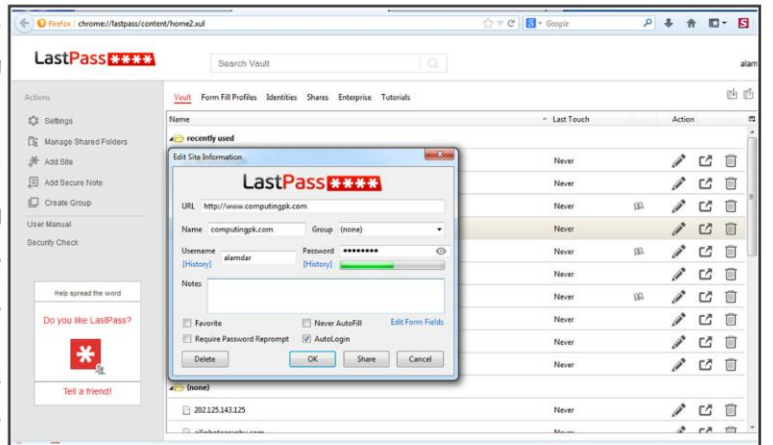 Firefox chrome://lastpass/content/home2.xul
Google
S
LastPass ****
Search Vault
alam
Actions
Settings
Manage Shared Folders
Add Site
Add Secure Note
Create Group
User Manual
Security Check
Help spread the word
Do you like LastPass?
*
Tell a friend!
Vault Form Fill Profiles Identities Shares Enterprise Tutorials
Name Last Touch Action
recently used
Never
Never
Never
Never
Never
Never
Never
Never
Never
Never
(none)
202.125.143.125 Never
Never
Edit Site Information
LastPass ****
URL http://www.computingpk.com
Name computingpk.com Group (none)
Username alamdar Password ********
[History] [History]
Notes
Favorite Never AutoFill Edit Form Fields
Require Password Reprompt AutoLogin
Delete OK Share Cancel